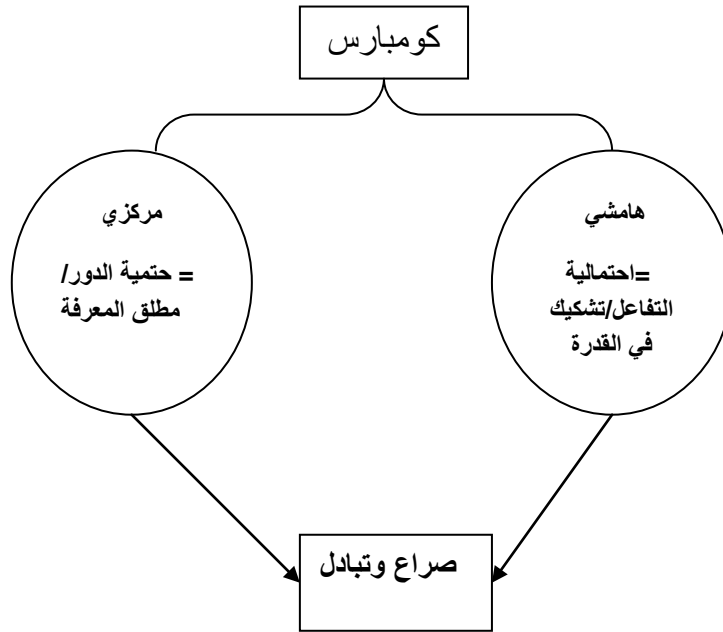 كومبارس
هامشي
=احتمالية
التفاعل/تشكيك
في القدرة
مركزي
= حتمية الدور/
مطلق المعرفة
صراع وتبادل